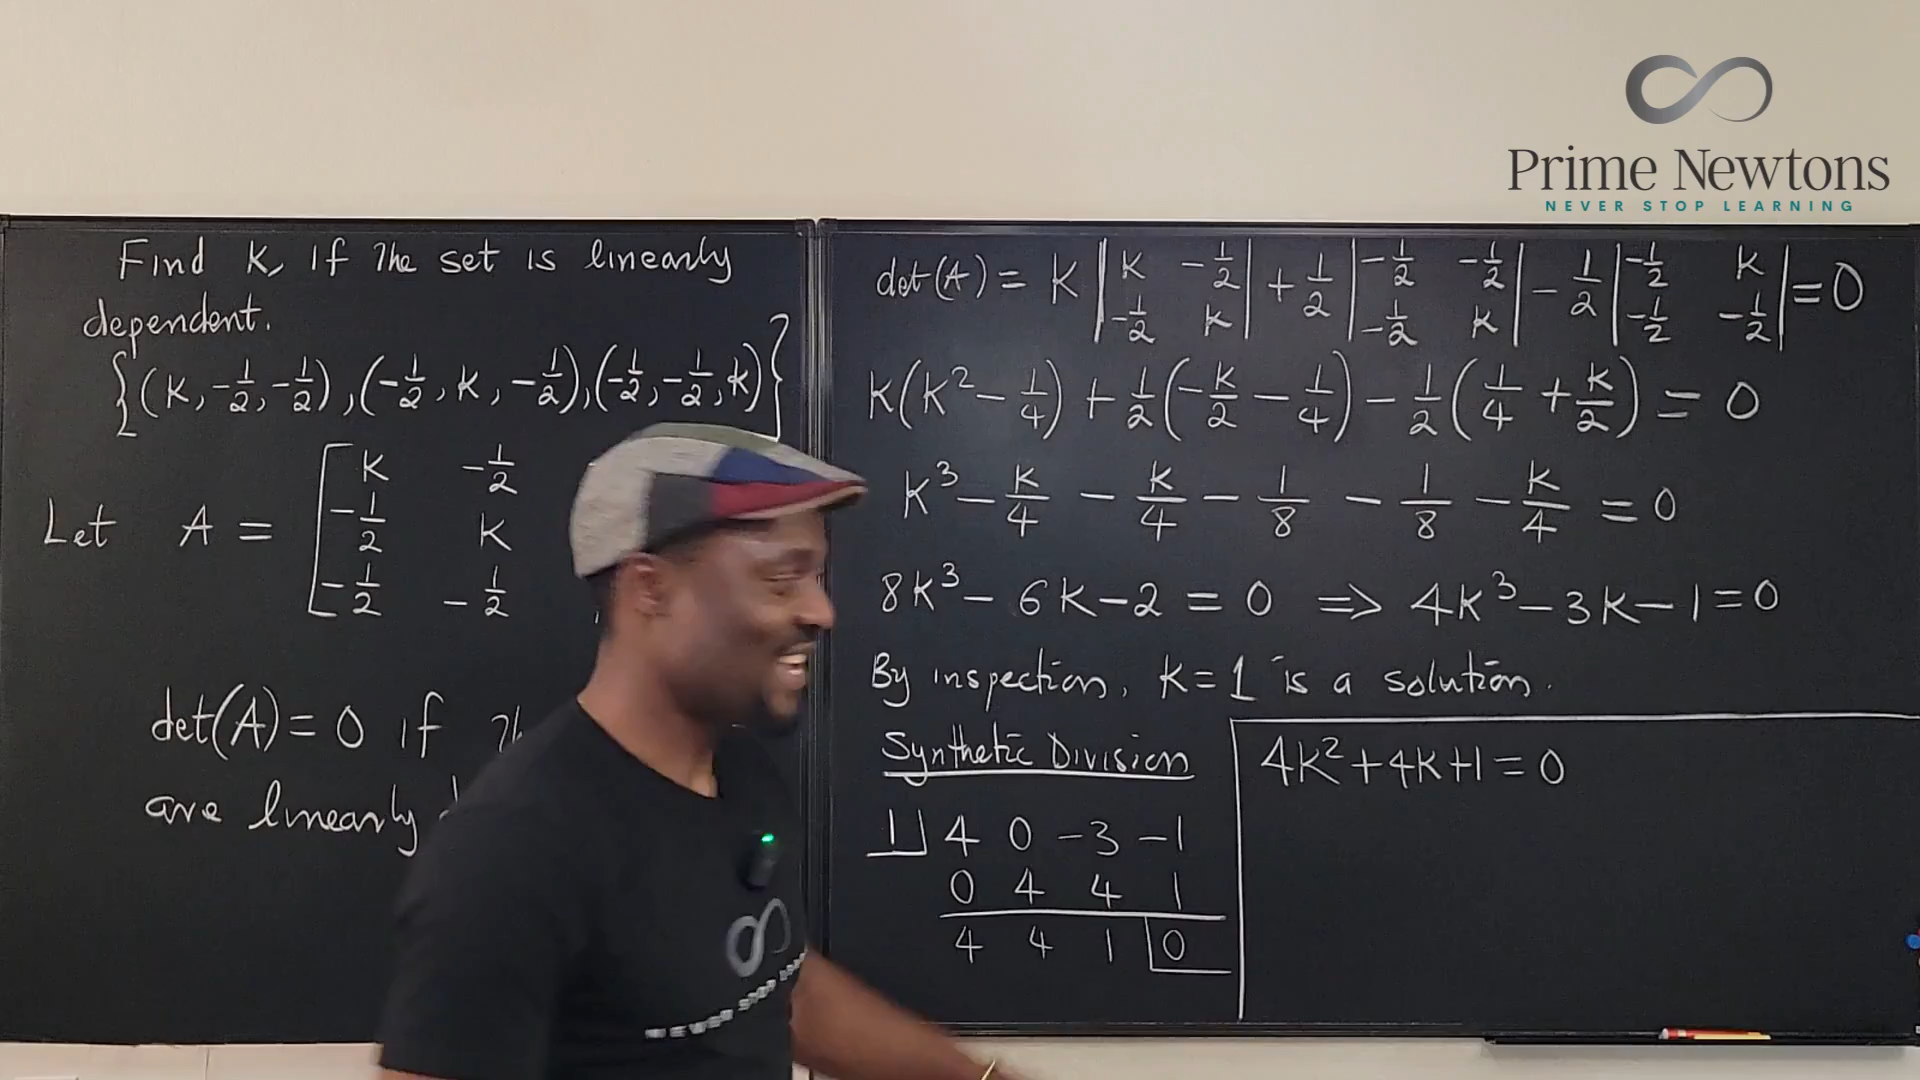 Prime Newtons
NEVER STOP LEARNING
Find K, if the set is linearly
dependent.
{(K, -1/2, -1/2), (-1/2, K, -1/2), (-1/2, -1/2, K)}
Let A = [K -1/2
-1/2 K
-1/2 -1/2
det(A) = 0 if
are linearly
det(A) = K |K -1/2; -1/2 K| + 1/2 |-1/2 -1/2; -1/2 K| - 1/2 |-1/2 K; -1/2 -1/2| = 0
K(K² - 1/4) + 1/2(-K/2 - 1/4) - 1/2(1/4 + K/2) = 0
K³ - K/4 - K/4 - 1/8 - 1/8 - K/4 = 0
8K³ - 6K - 2 = 0 ⇒ 4K³ - 3K - 1 = 0
By inspection, K = 1 is a solution.
Synthetic Division
1| 4 0 -3 -1
0 4 4 1
4 4 1 |0
4K² + 4K + 1 = 0
NEVER STOP